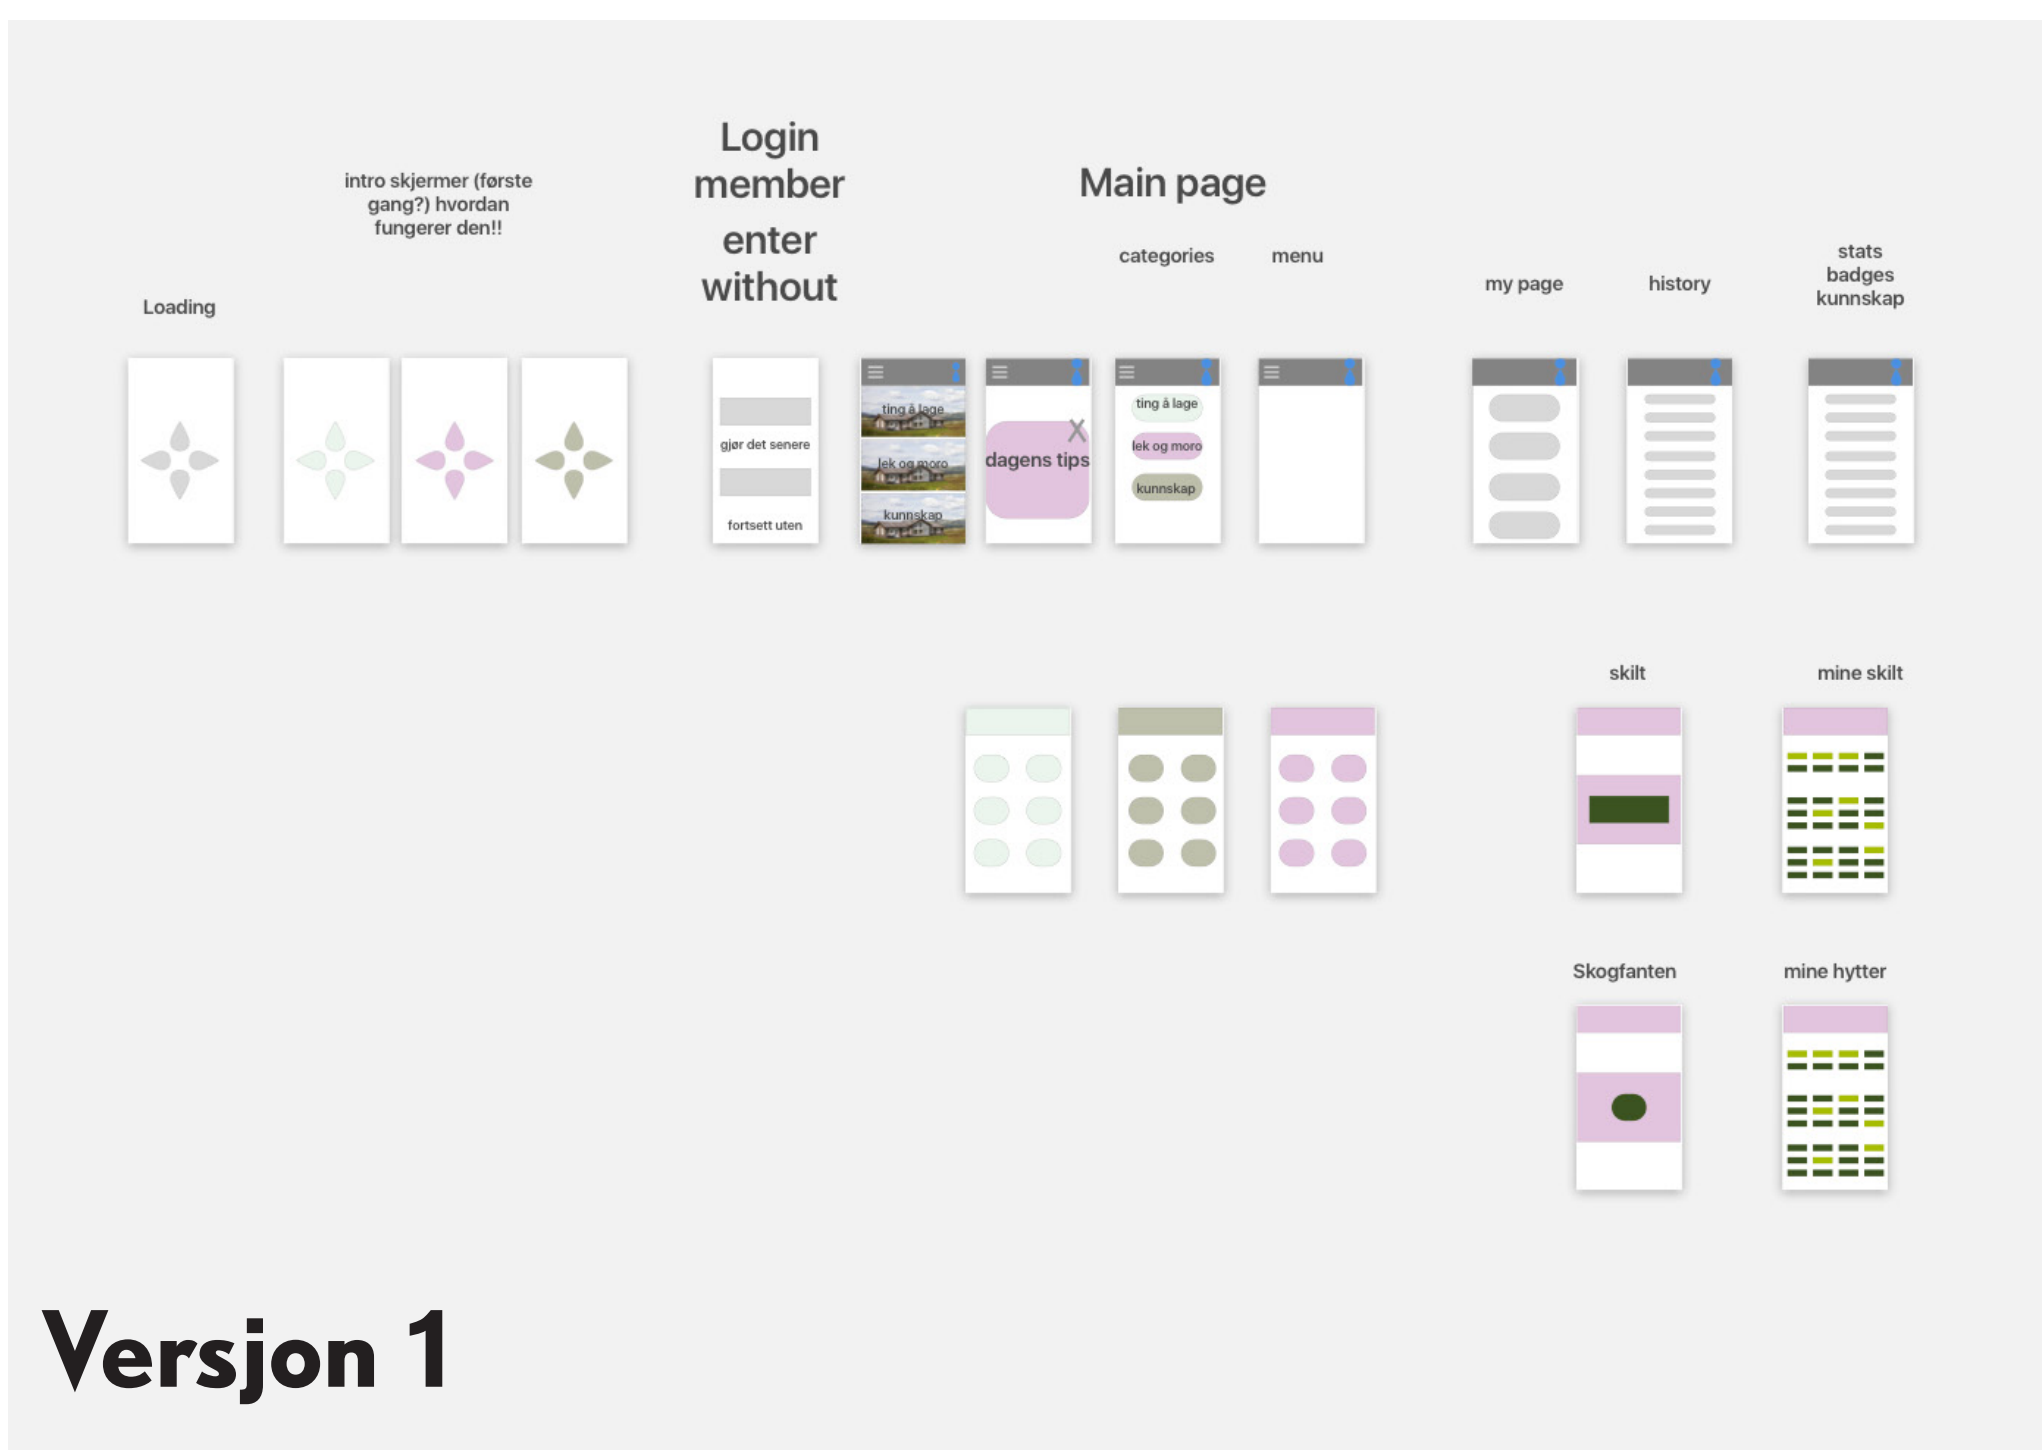 Login
member
enter
without
intro skjermer (første
gang?) hvordan
fungerer den!!
Main page
categories
menu
stats
badges
kunnskap
my page
history
Loading
gjør det senere
fortsett uten
ting å lage
lek og moro
kunnskap
X
dagens tips
ting å lage
lek og moro
kunnskap
skilt
mine skilt
Skogfanten
mine hytter
Versjon 1